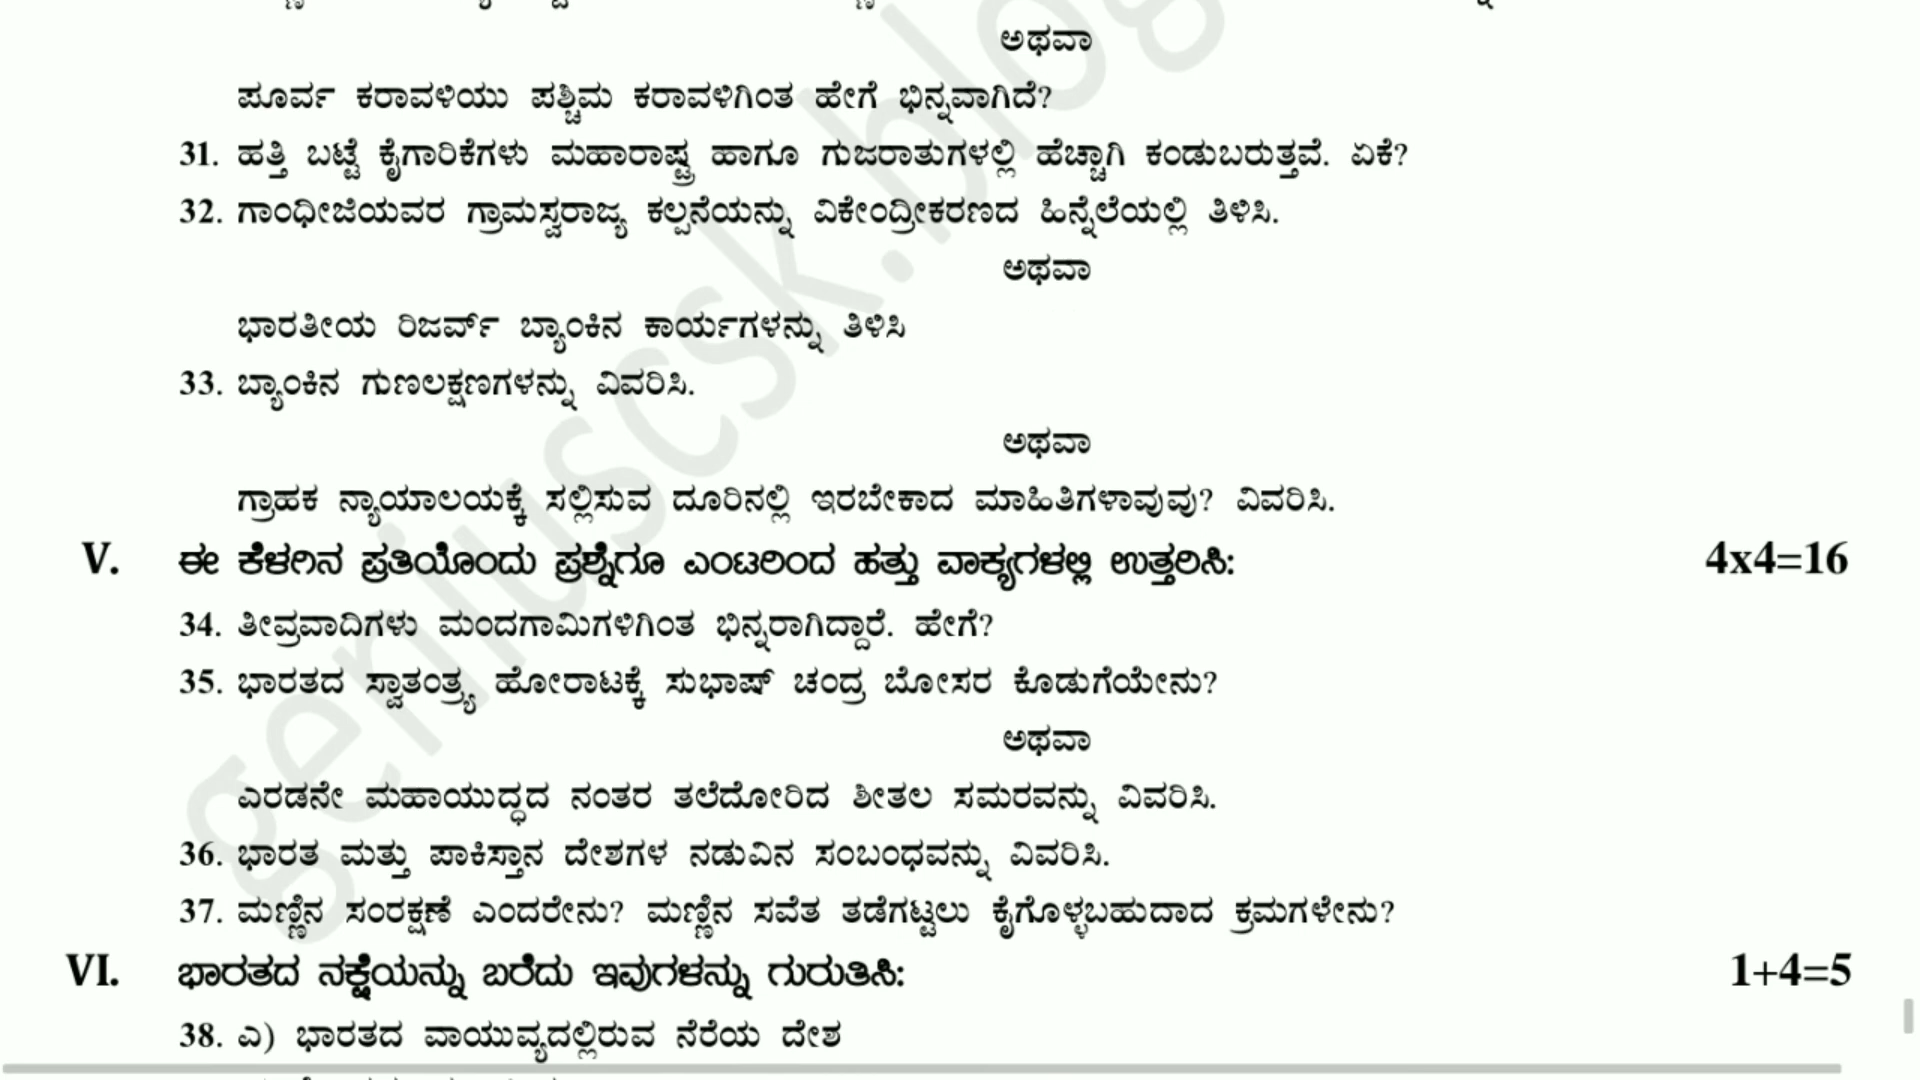 ಅಥವಾ
ಪೂರ್ವ ಕರಾವಳಿಯು ಪಶ್ಚಿಮ ಕರಾವಳಿಗಿಂತ ಹೇಗೆ ಭಿನ್ನವಾಗಿದೆ?
31. ಹತ್ತಿ ಬಟ್ಟೆ ಕೈಗಾರಿಕೆಗಳು ಮಹಾರಾಷ್ಟ್ರ ಹಾಗೂ ಗುಜರಾತುಗಳಲ್ಲಿ ಹೆಚ್ಚಾಗಿ ಕಂಡುಬರುತ್ತವೆ. ಏಕೆ?
32. ಗಾಂಧೀಜಿಯವರ ಗ್ರಾಮಸ್ವರಾಜ್ಯ ಕಲ್ಪನೆಯನ್ನು ವಿಕೇಂದ್ರೀಕರಣದ ಹಿನ್ನೆಲೆಯಲ್ಲಿ ತಿಳಿಸಿ.
ಅಥವಾ
ಭಾರತೀಯ ರಿಜರ್ವ್ ಬ್ಯಾಂಕಿನ ಕಾರ್ಯಗಳನ್ನು ತಿಳಿಸಿ
33. ಬ್ಯಾಂಕಿನ ಗುಣಲಕ್ಷಣಗಳನ್ನು ವಿವರಿಸಿ.
ಅಥವಾ
ಗ್ರಾಹಕ ನ್ಯಾಯಾಲಯಕ್ಕೆ ಸಲ್ಲಿಸುವ ದೂರಿನಲ್ಲಿ ಇರಬೇಕಾದ ಮಾಹಿತಿಗಳಾವುವು? ವಿವರಿಸಿ.
V. ಈ ಕೆಳಗಿನ ಪ್ರತಿಯೊಂದು ಪ್ರಶ್ನೆಗೂ ಎಂಟರಿಂದ ಹತ್ತು ವಾಕ್ಯಗಳಲ್ಲಿ ಉತ್ತರಿಸಿ: 4x4=16
34. ತೀವ್ರವಾದಿಗಳು ಮಂದಗಾಮಿಗಳಿಗಿಂತ ಭಿನ್ನರಾಗಿದ್ದಾರೆ. ಹೇಗೆ?
35. ಭಾರತದ ಸ್ವಾತಂತ್ರ್ಯ ಹೋರಾಟಕ್ಕೆ ಸುಭಾಷ್ ಚಂದ್ರ ಬೋಸರ ಕೊಡುಗೆಯೇನು?
ಅಥವಾ
ಎರಡನೇ ಮಹಾಯುದ್ಧದ ನಂತರ ತಲೆದೋರಿದ ಶೀತಲ ಸಮರವನ್ನು ವಿವರಿಸಿ.
36. ಭಾರತ ಮತ್ತು ಪಾಕಿಸ್ತಾನ ದೇಶಗಳ ನಡುವಿನ ಸಂಬಂಧವನ್ನು ವಿವರಿಸಿ.
37. ಮಣ್ಣಿನ ಸಂರಕ್ಷಣೆ ಎಂದರೇನು? ಮಣ್ಣಿನ ಸವೆತ ತಡೆಗಟ್ಟಲು ಕೈಗೊಳ್ಳಬಹುದಾದ ಕ್ರಮಗಳೇನು?
VI. ಭಾರತದ ನಕ್ಷೆಯನ್ನು ಬರೆದು ಇವುಗಳನ್ನು ಗುರುತಿಸಿ: 1+4=5
38. ಎ) ಭಾರತದ ವಾಯುವ್ಯದಲ್ಲಿರುವ ನೆರೆಯ ದೇಶ
geniuscsk.blog